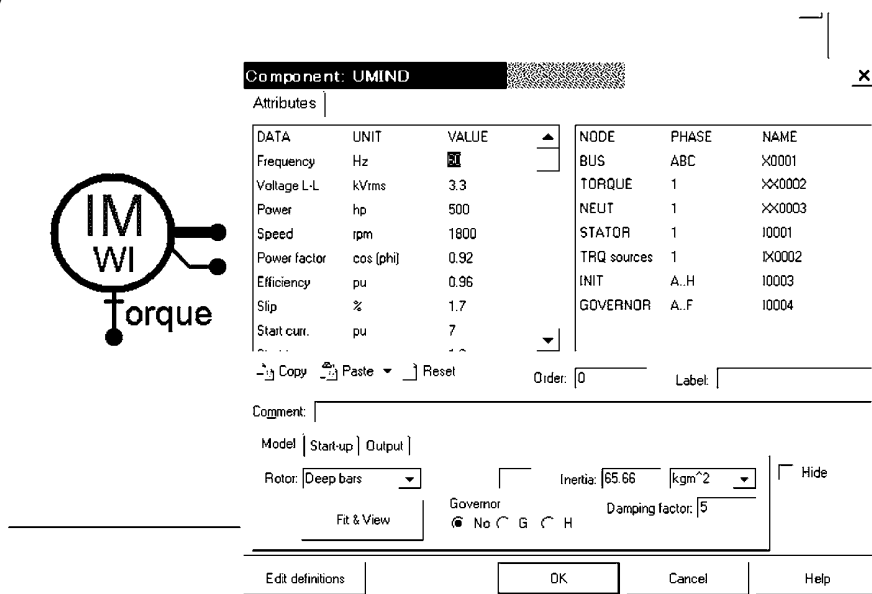 Component: UMIND
Attributes
DATA UNIT VALUE
Frequency Hz
Voltage L-L kVrms 3.3
Power hp 500
Speed rpm 1800
Power factor cos (phi) 0.92
Efficiency pu 0.96
Slip % 1.7
Start curr. pu 7
NODE PHASE NAME
BUS ABC X0001
TORQUE 1 XX0002
NEUT 1 XX0003
STATOR 1 I0001
TRQ sources 1 IX0002
INIT A..H I0003
GOVERNOR A..F I0004
IM
WI
Torque
Copy Paste Reset
Order: 0
Label:
Comment:
Model Start-up Output
Rotor: Deep bars
Inertia: 65.66 kgm^2
Hide
Fit & View
Governor
No G H
Damping factor: 5
Edit definitions OK Cancel Help